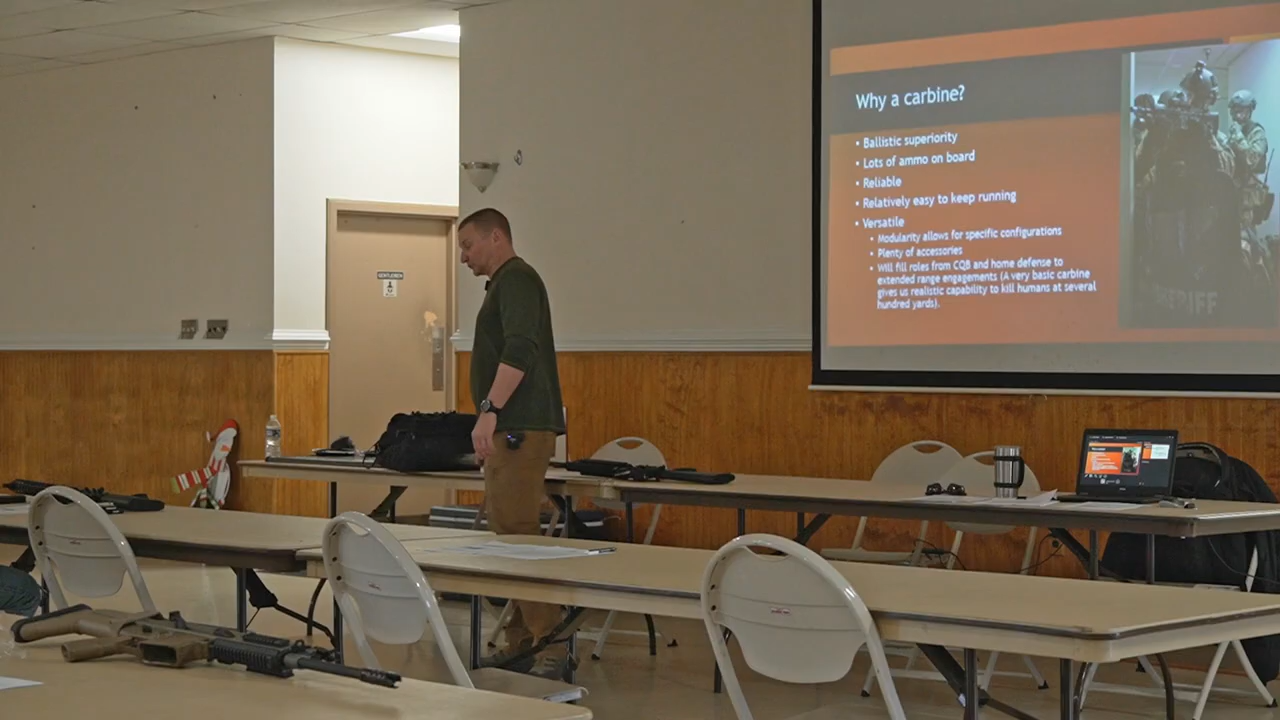 Why a carbine?
• Ballistic superiority
• Lots of ammo on board
• Reliable
• Relatively easy to keep running
• Versatile
• Modularity allows for specific configurations
• Plenty of accessories
• Will fill roles from CQB and home defense to
extended range engagements (A very basic carbine
gives us realistic capability to kill humans at several
hundred yards).
SHERIFF
GENTLEMEN